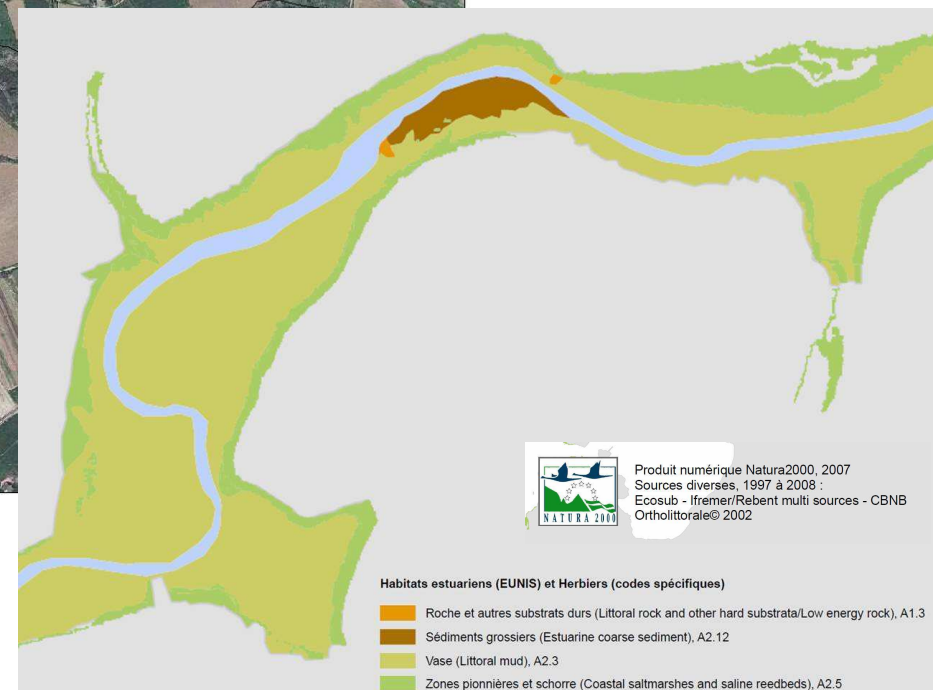 NATURA 2000
Produit numérique Natura2000, 2007
Sources diverses, 1997 à 2008 :
Ecosub - Ifremer/Rebent multi sources - CBNB
Ortholittorale© 2002
Habitats estuariens (EUNIS) et Herbiers (codes spécifiques)
Roche et autres substrats durs (Littoral rock and other hard substrata/Low energy rock), A1.3
Sédiments grossiers (Estuarine coarse sediment), A2.12
Vase (Littoral mud), A2.3
Zones pionnières et schorre (Coastal saltmarshes and saline reedbeds), A2.5